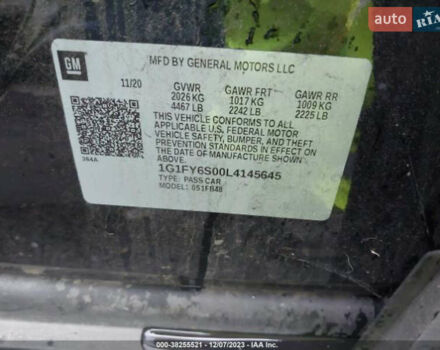 auto
RIA
GM
MFD BY GENERAL MOTORS LLC
11/20 GVWR GAWR FRT GAWR RR
2026 KG 1017 KG 1009 KG
4467 LB 2242 LB 2225 LB
THIS VEHICLE CONFORMS TO ALL
APPLICABLE U.S. FEDERAL MOTOR
VEHICLE SAFETY, BUMPER, AND THEFT
PREVENTION STANDARDS IN EFFECT ON
THE DATE OF MANUFACTURE SHOWN
ABOVE.
1G1FY6S00L4145645
TYPE: PASS CAR
MODEL: 0S1FB48
384A
000-38255521 - 12/07/2023 - IAA Inc.